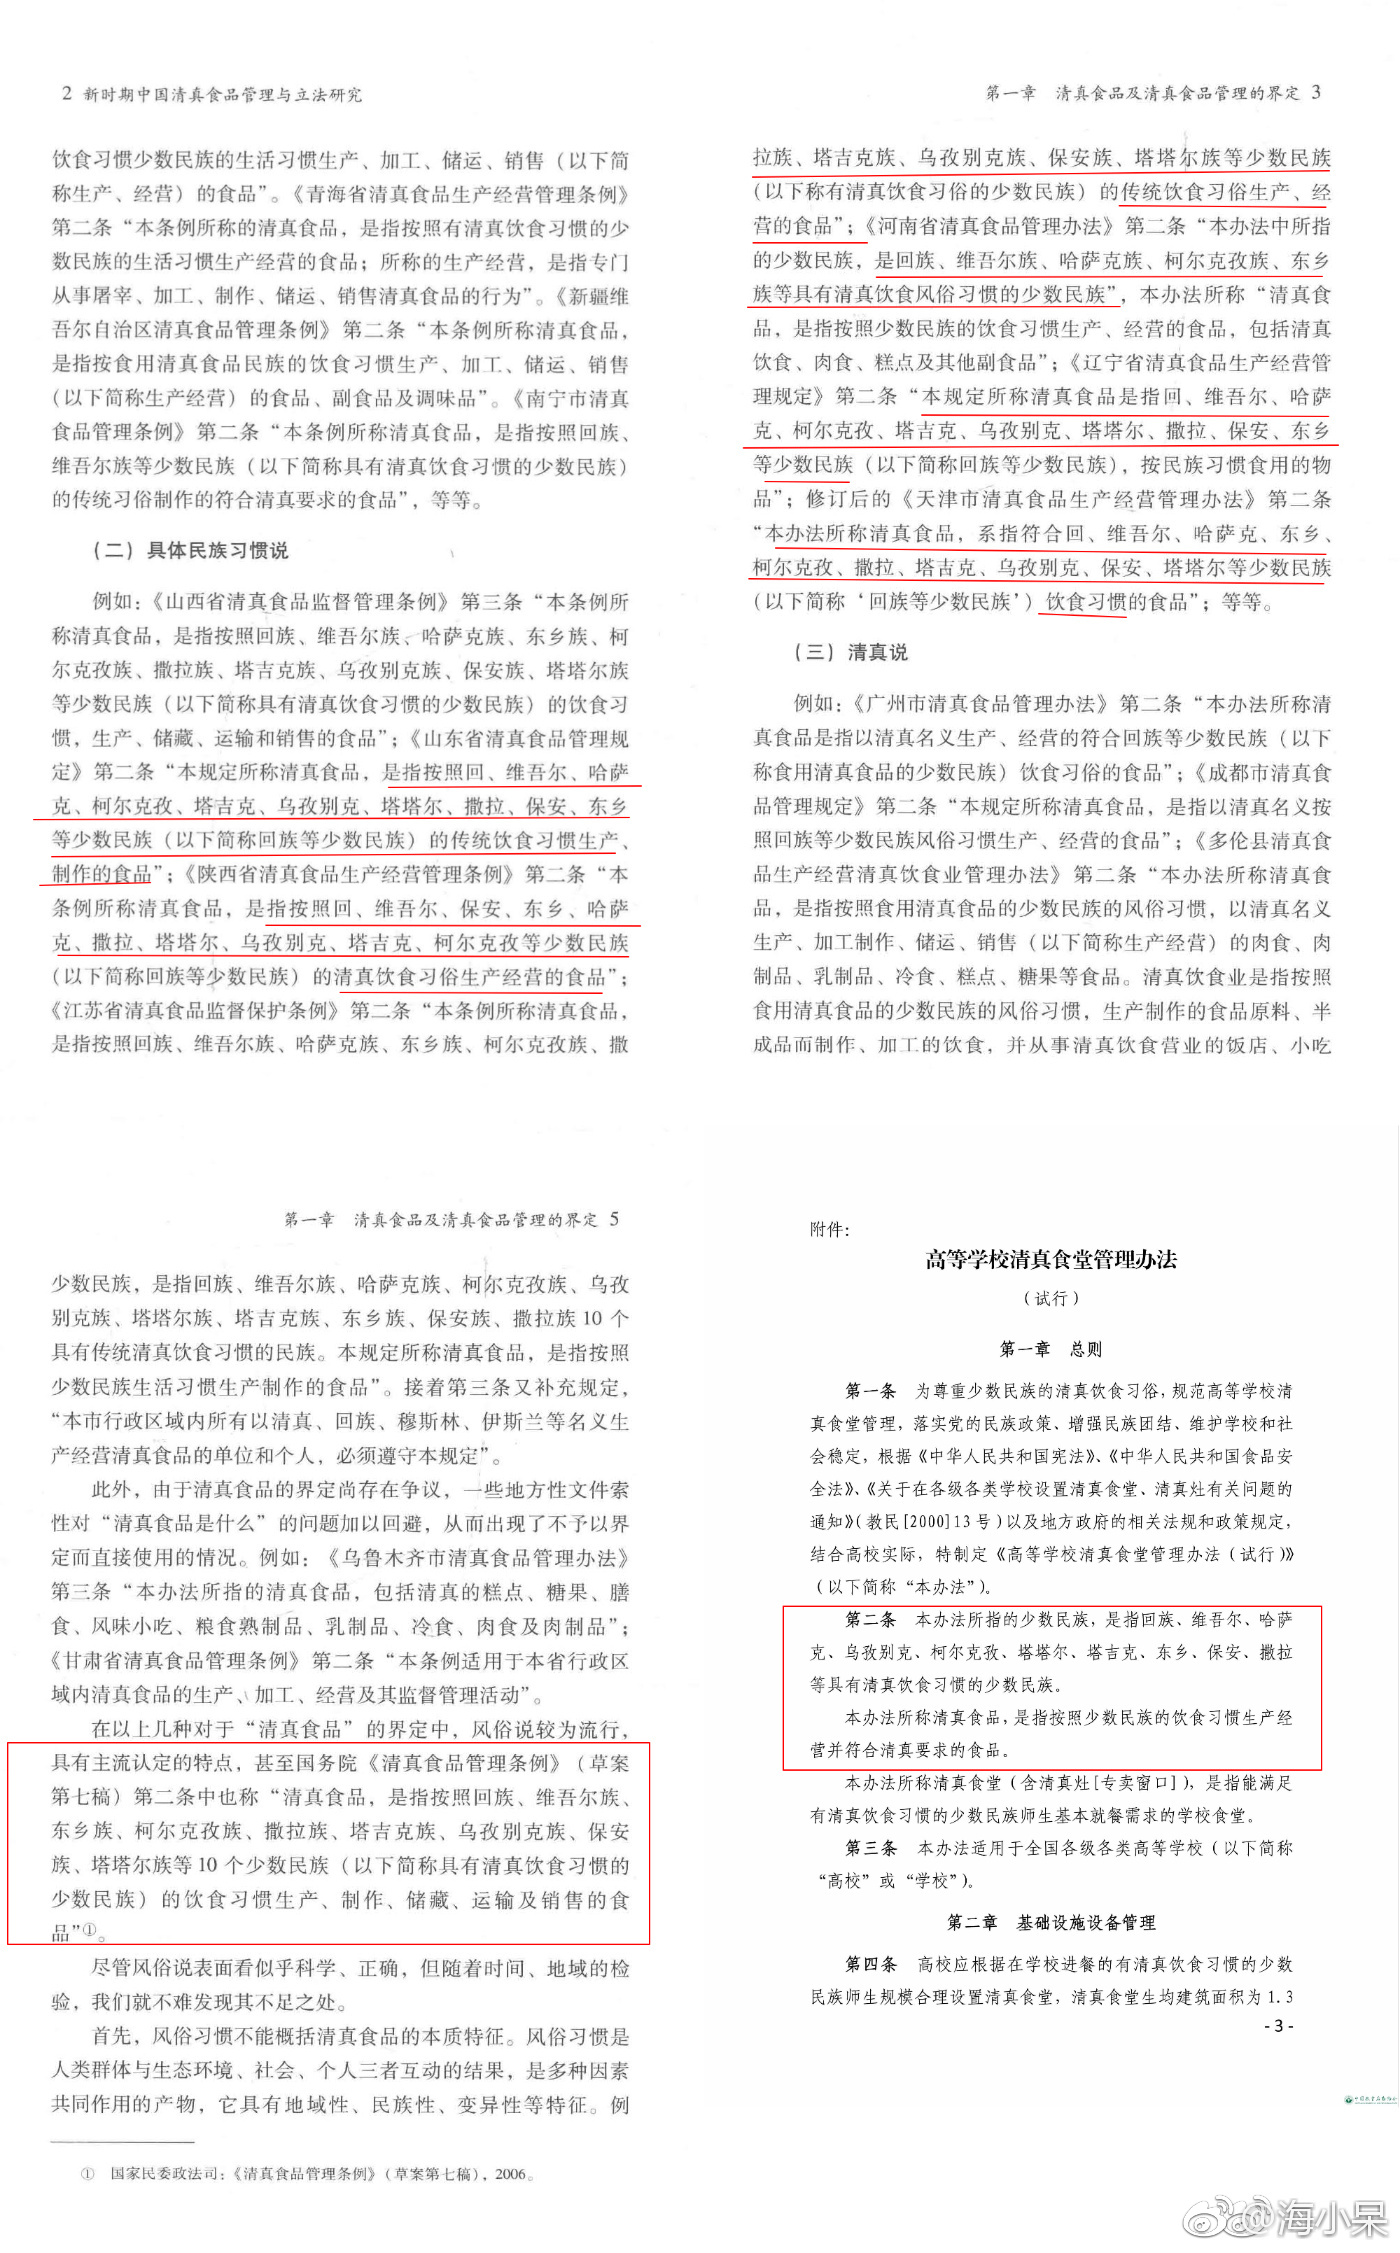 2 新时期中国清真食品管理与立法研究
饮食习惯少数民族的生活习惯生产、加工、储运、销售（以下简
称生产、经营）的食品”。《青海省清真食品生产经营管理条例》
第二条“本条例所称的清真食品，是指按照有清真饮食习惯的少
数民族的生活习惯生产经营的食品；所称的生产经营，是指专门
从事屠宰、加工、制作、储运、销售清真食品的行为”。《新疆维
吾尔自治区清真食品管理条例》第二条“本条例所称清真食品，
是指按食用清真食品民族的饮食习惯生产、加工、储运、销售
（以下简称生产经营）的食品、副食品及调味品”。《南宁市清真
食品管理条例》第二条“本条例所称清真食品，是指按照回族、
维吾尔族等少数民族（以下简称具有清真饮食习惯的少数民族）
的传统习俗制作的符合清真要求的食品”，等等。
（二）具体民族习惯说
例如：《山西省清真食品监督管理条例》第三条“本条例所
称清真食品，是指按照回族、维吾尔族、哈萨克族、东乡族、柯
尔克孜族、撒拉族、塔吉克族、乌孜别克族、保安族、塔塔尔族
等少数民族（以下简称具有清真饮食习惯的少数民族）的饮食习
惯，生产、储藏、运输和销售的食品”；《山东省清真食品管理规
定》第二条“本规定所称清真食品，是指按照回、维吾尔、哈萨
克、柯尔克孜、塔吉克、乌孜别克、塔塔尔、撒拉、保安、东乡
等少数民族（以下简称回族等少数民族）的传统饮食习惯生产、
制作的食品”；《陕西省清真食品生产经营管理条例》第二条“本
条例所称清真食品，是指按照回、维吾尔、保安、东乡、哈萨
克、撒拉、塔塔尔、乌孜别克、塔吉克、柯尔克孜等少数民族
（以下简称回族等少数民族）的清真饮食习俗生产经营的食品”；
《江苏省清真食品监督保护条例》第二条“本条例所称清真食品，
是指按照回族、维吾尔族、哈萨克族、东乡族、柯尔克孜族、撒
第一章 清真食品及清真食品管理的界定 3
拉族、塔吉克族、乌孜别克族、保安族、塔塔尔族等少数民族
（以下称有清真饮食习俗的少数民族）的传统饮食习俗生产、经
营的食品”；《河南省清真食品管理办法》第二条“本办法中所指
的少数民族，是回族、维吾尔族、哈萨克族、柯尔克孜族、东乡
族等具有清真饮食风俗习惯的少数民族”，本办法所称“清真食
品，是指按照少数民族的饮食习惯生产、经营的食品，包括清真
饮食、肉食、糕点及其他副食品”；《辽宁省清真食品生产经营管
理规定》第二条“本规定所称清真食品是指回、维吾尔、哈萨
克、柯尔克孜、塔吉克、乌孜别克、塔塔尔、撒拉、保安、东乡
等少数民族（以下简称回族等少数民族），按民族习惯食用的物
品”；修订后的《天津市清真食品生产经营管理办法》第二条
“本办法所称清真食品，系指符合回、维吾尔、哈萨克、东乡、
柯尔克孜、撒拉、塔吉克、乌孜别克、保安、塔塔尔等少数民族
（以下简称‘回族等少数民族’）饮食习惯的食品”；等等。
（三）清真说
例如：《广州市清真食品管理办法》第二条“本办法所称清
真食品是指以清真名义生产、经营的符合回族等少数民族（以下
称食用清真食品的少数民族）饮食习俗的食品”；《成都市清真食
品管理规定》第二条“本规定所称清真食品，是指以清真名义按
照回族等少数民族风俗习惯生产、经营的食品”；《多伦县清真食
品生产经营清真饮食业管理办法》第二条“本办法所称清真食
品，是指按照食用清真食品的少数民族的风俗习惯，以清真名义
生产、加工制作、储运、销售（以下简称生产经营）的肉食、肉
制品、乳制品、冷食、糕点、糖果等食品。清真饮食业是指按照
食用清真食品的少数民族的风俗习惯，生产制作的食品原料、半
成品而制作、加工的饮食，并从事清真饮食营业的饭店、小吃
第一章 清真食品及清真食品管理的界定 5
少数民族，是指回族、维吾尔族、哈萨克族、柯尔克孜族、乌孜
别克族、塔塔尔族、塔吉克族、东乡族、保安族、撒拉族 10 个
具有传统清真饮食习惯的民族。本规定所称清真食品，是指按照
少数民族生活习惯生产制作的食品”。接着第三条又补充规定，
“本市行政区域内所有以清真、回族、穆斯林、伊斯兰等名义生
产经营清真食品的单位和个人，必须遵守本规定”。
此外，由于清真食品的界定尚存在争议，一些地方性文件索
性对“清真食品是什么”的问题加以回避，从而出现了不予以界
定而直接使用的情况。例如：《乌鲁木齐市清真食品管理办法》
第三条“本办法所指的清真食品，包括清真的糕点、糖果、膳
食、风味小吃、粮食熟制品、乳制品、冷食、肉食及肉制品”；
《甘肃省清真食品管理条例》第二条“本条例适用于本省行政区
域内清真食品的生产、加工、经营及其监督管理活动”。
在以上几种对于“清真食品”的界定中，风俗说较为流行，
具有主流认定的特点，甚至国务院《清真食品管理条例》（草案
第七稿）第二条中也称“清真食品，是指按照回族、维吾尔族、
东乡族、柯尔克孜族、撒拉族、塔吉克族、乌孜别克族、保安
族、塔塔尔族等 10 个少数民族（以下简称具有清真饮食习惯的
少数民族）的饮食习惯生产、制作、储藏、运输及销售的食
品”①。
尽管风俗说表面看似乎科学、正确，但随着时间、地域的检
验，我们就不难发现其不足之处。
首先，风俗习惯不能概括清真食品的本质特征。风俗习惯是
人类群体与生态环境、社会、个人三者互动的结果，是多种因素
共同作用的产物，它具有地域性、民族性、变异性等特征。例
① 国家民委政法司：《清真食品管理条例》（草案第七稿），2006。
附件：
高等学校清真食堂管理办法
（试行）
第一章 总则
第一条 为尊重少数民族的清真饮食习俗，规范高等学校清
真食堂管理，落实党的民族政策、增强民族团结、维护学校和社
会稳定，根据《中华人民共和国宪法》、《中华人民共和国食品安
全法》、《关于在各级各类学校设置清真食堂、清真灶有关问题的
通知》（教民[2000]13 号）以及地方政府的相关法规和政策规定，
结合高校实际，特制定《高等学校清真食堂管理办法（试行）》
（以下简称“本办法”）。
第二条 本办法所指的少数民族，是指回族、维吾尔、哈萨
克、乌孜别克、柯尔克孜、塔塔尔、塔吉克、东乡、保安、撒拉
等具有清真饮食习惯的少数民族。
本办法所称清真食品，是指按照少数民族的饮食习惯生产经
营并符合清真要求的食品。
本办法所称清真食堂（含清真灶[专卖窗口]），是指能满足
有清真饮食习惯的少数民族师生基本就餐需求的学校食堂。
第三条 本办法适用于全国各级各类高等学校（以下简称
“高校”或“学校”）。
第二章 基础设施设备管理
第四条 高校应根据在学校进餐的有清真饮食习惯的少数
民族师生规模合理设置清真食堂，清真食堂生均建筑面积为 1.3
- 3 -
@海小呆